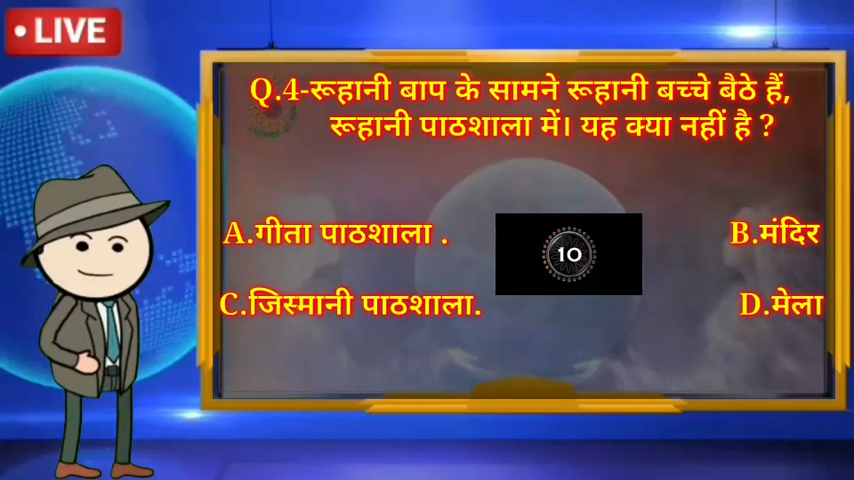 LIVE
Q.4-रूहानी बाप के सामने रूहानी बच्चे बैठे हैं,
रूहानी पाठशाला में। यह क्या नहीं है ?
A.गीता पाठशाला .
B.मंदिर
10
C.जिस्मानी पाठशाला.
D.मेला